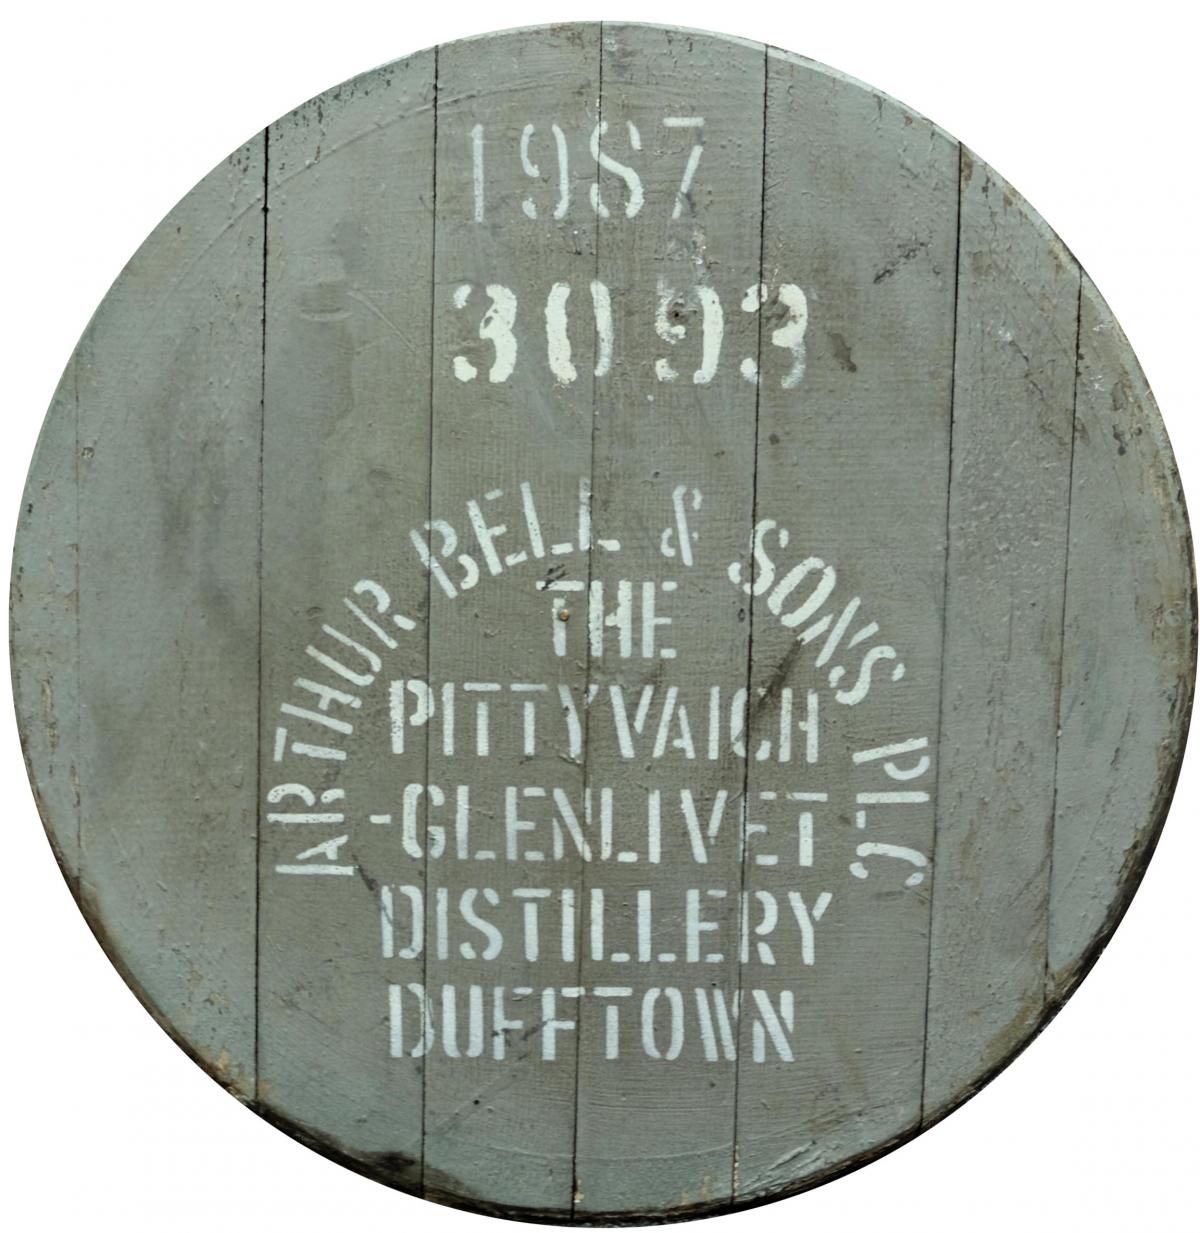 1987
3093
ARTHUR BELL & SONS PLC
THE
PITTYVAICH
-GLENLIVET
DISTILLERY
DUFFTOWN